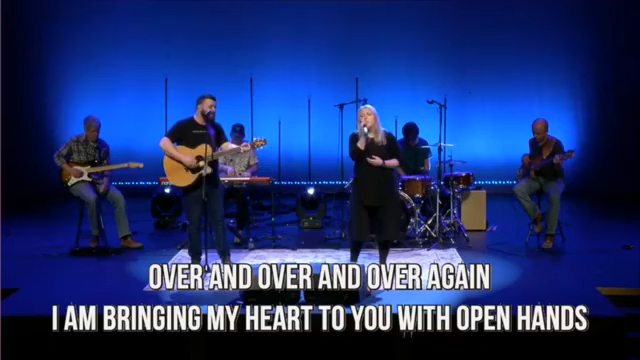 OVER AND OVER AND OVER AGAIN
I AM BRINGING MY HEART TO YOU WITH OPEN HANDS